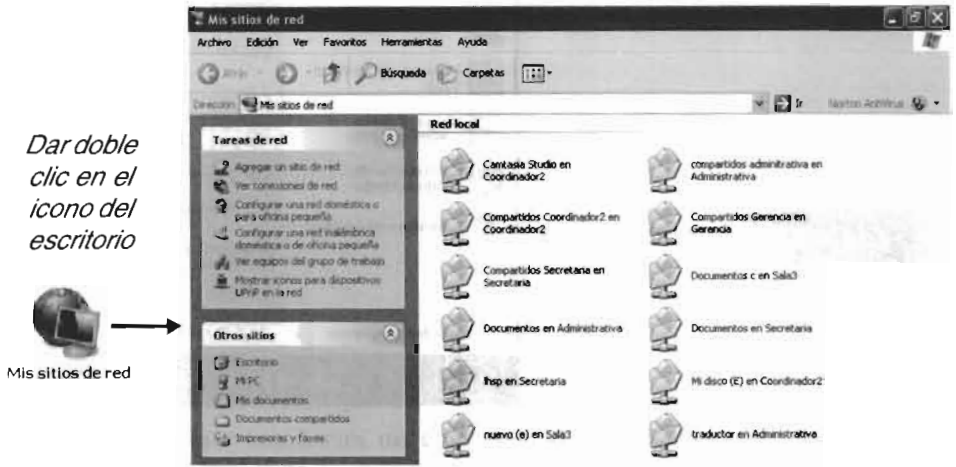 Mis sitios de red
Archivo Edición Ver Favoritos Herramientas Ayuda
Atrás Búsqueda Carpetas
Dirección Mis sitios de red Ir Norton AntiVirus
Dar doble
clic en el
icono del
escritorio
Mis sitios de red
Tareas de red
Agregar un sitio de red
Ver conexiones de red
Configurar una red doméstica o
para oficina pequeña
Configurar una red inalámbrica
doméstica o de oficina pequeña
Ver equipos del grupo de trabajo
Mostrar iconos para dispositivos
UPnP en la red
Otros sitios
Escritorio
Mi PC
Mis documentos
Documentos compartidos
Impresoras y faxes
Red local
Camtasia Studio en
Coordinador2
compartidos adminitrativa en
Administrativa
Compartidos Coordinador2 en
Coordinador2
Compartidos Gerencia en
Gerencia
Compartidos Secretaria en
Secretaria
Documentos c en Sala3
Documentos en Administrativa
Documentos en Secretaria
lhsp en Secretaria
Mi disco (E) en Coordinador2
nuevo (e) en Sala3
traductor en Administrativa